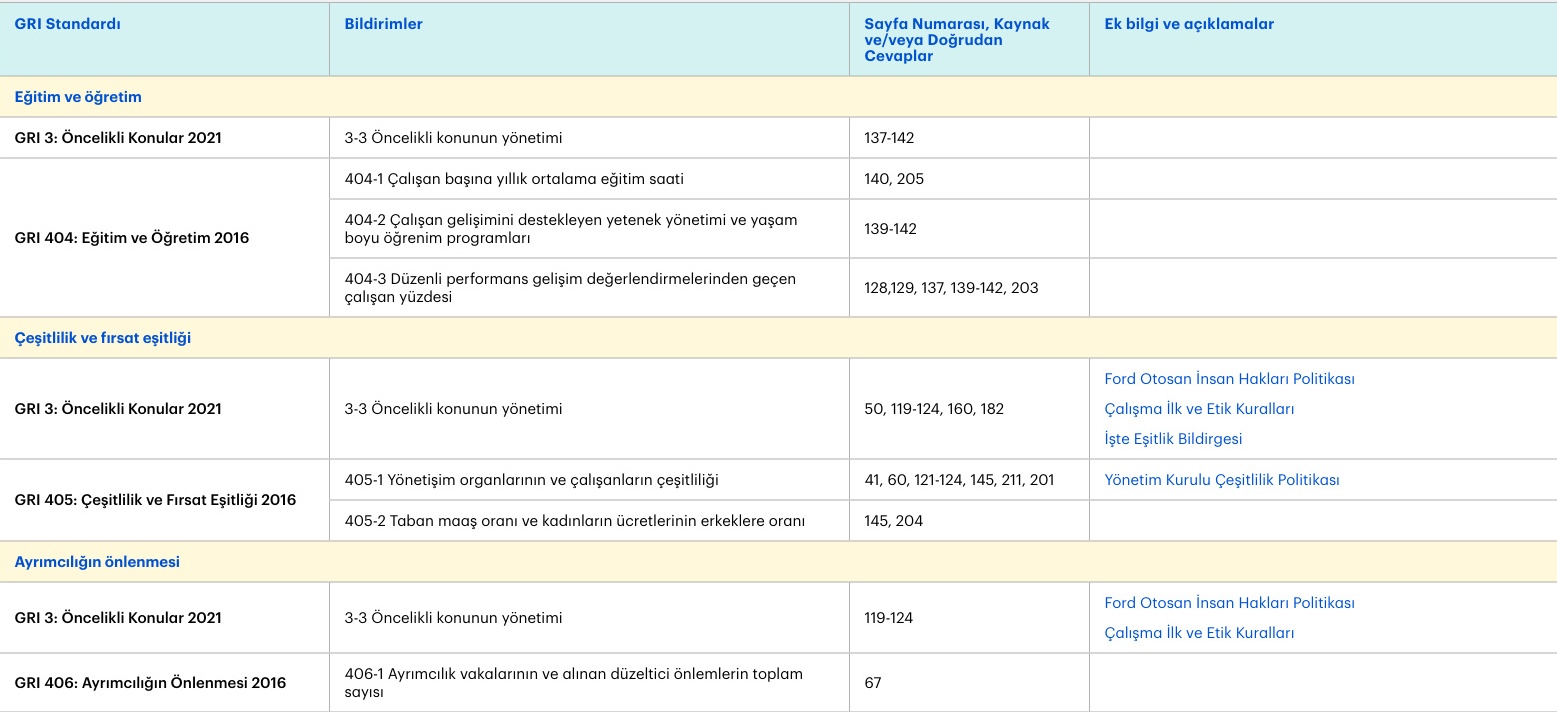 GRI Standardı
Bildirimler
Sayfa Numarası, Kaynak
ve/veya Doğrudan
Cevaplar
Ek bilgi ve açıklamalar
Eğitim ve öğretim
GRI 3: Öncelikli Konular 2021
3-3 Öncelikli konunun yönetimi
137-142
GRI 404: Eğitim ve Öğretim 2016
404-1 Çalışan başına yıllık ortalama eğitim saati
140, 205
404-2 Çalışan gelişimini destekleyen yetenek yönetimi ve yaşam
boyu öğrenim programları
139-142
404-3 Düzenli performans gelişim değerlendirmelerinden geçen
çalışan yüzdesi
128,129, 137, 139-142, 203
Çeşitlilik ve fırsat eşitliği
GRI 3: Öncelikli Konular 2021
3-3 Öncelikli konunun yönetimi
50, 119-124, 160, 182
Ford Otosan İnsan Hakları Politikası
Çalışma İlk ve Etik Kuralları
İşte Eşitlik Bildirgesi
GRI 405: Çeşitlilik ve Fırsat Eşitliği 2016
405-1 Yönetişim organlarının ve çalışanların çeşitliliği
41, 60, 121-124, 145, 211, 201
Yönetim Kurulu Çeşitlilik Politikası
405-2 Taban maaş oranı ve kadınların ücretlerinin erkeklere oranı
145, 204
Ayrımcılığın önlenmesi
GRI 3: Öncelikli Konular 2021
3-3 Öncelikli konunun yönetimi
119-124
Ford Otosan İnsan Hakları Politikası
Çalışma İlk ve Etik Kuralları
GRI 406: Ayrımcılığın Önlenmesi 2016
406-1 Ayrımcılık vakalarının ve alınan düzeltici önlemlerin toplam
sayısı
67